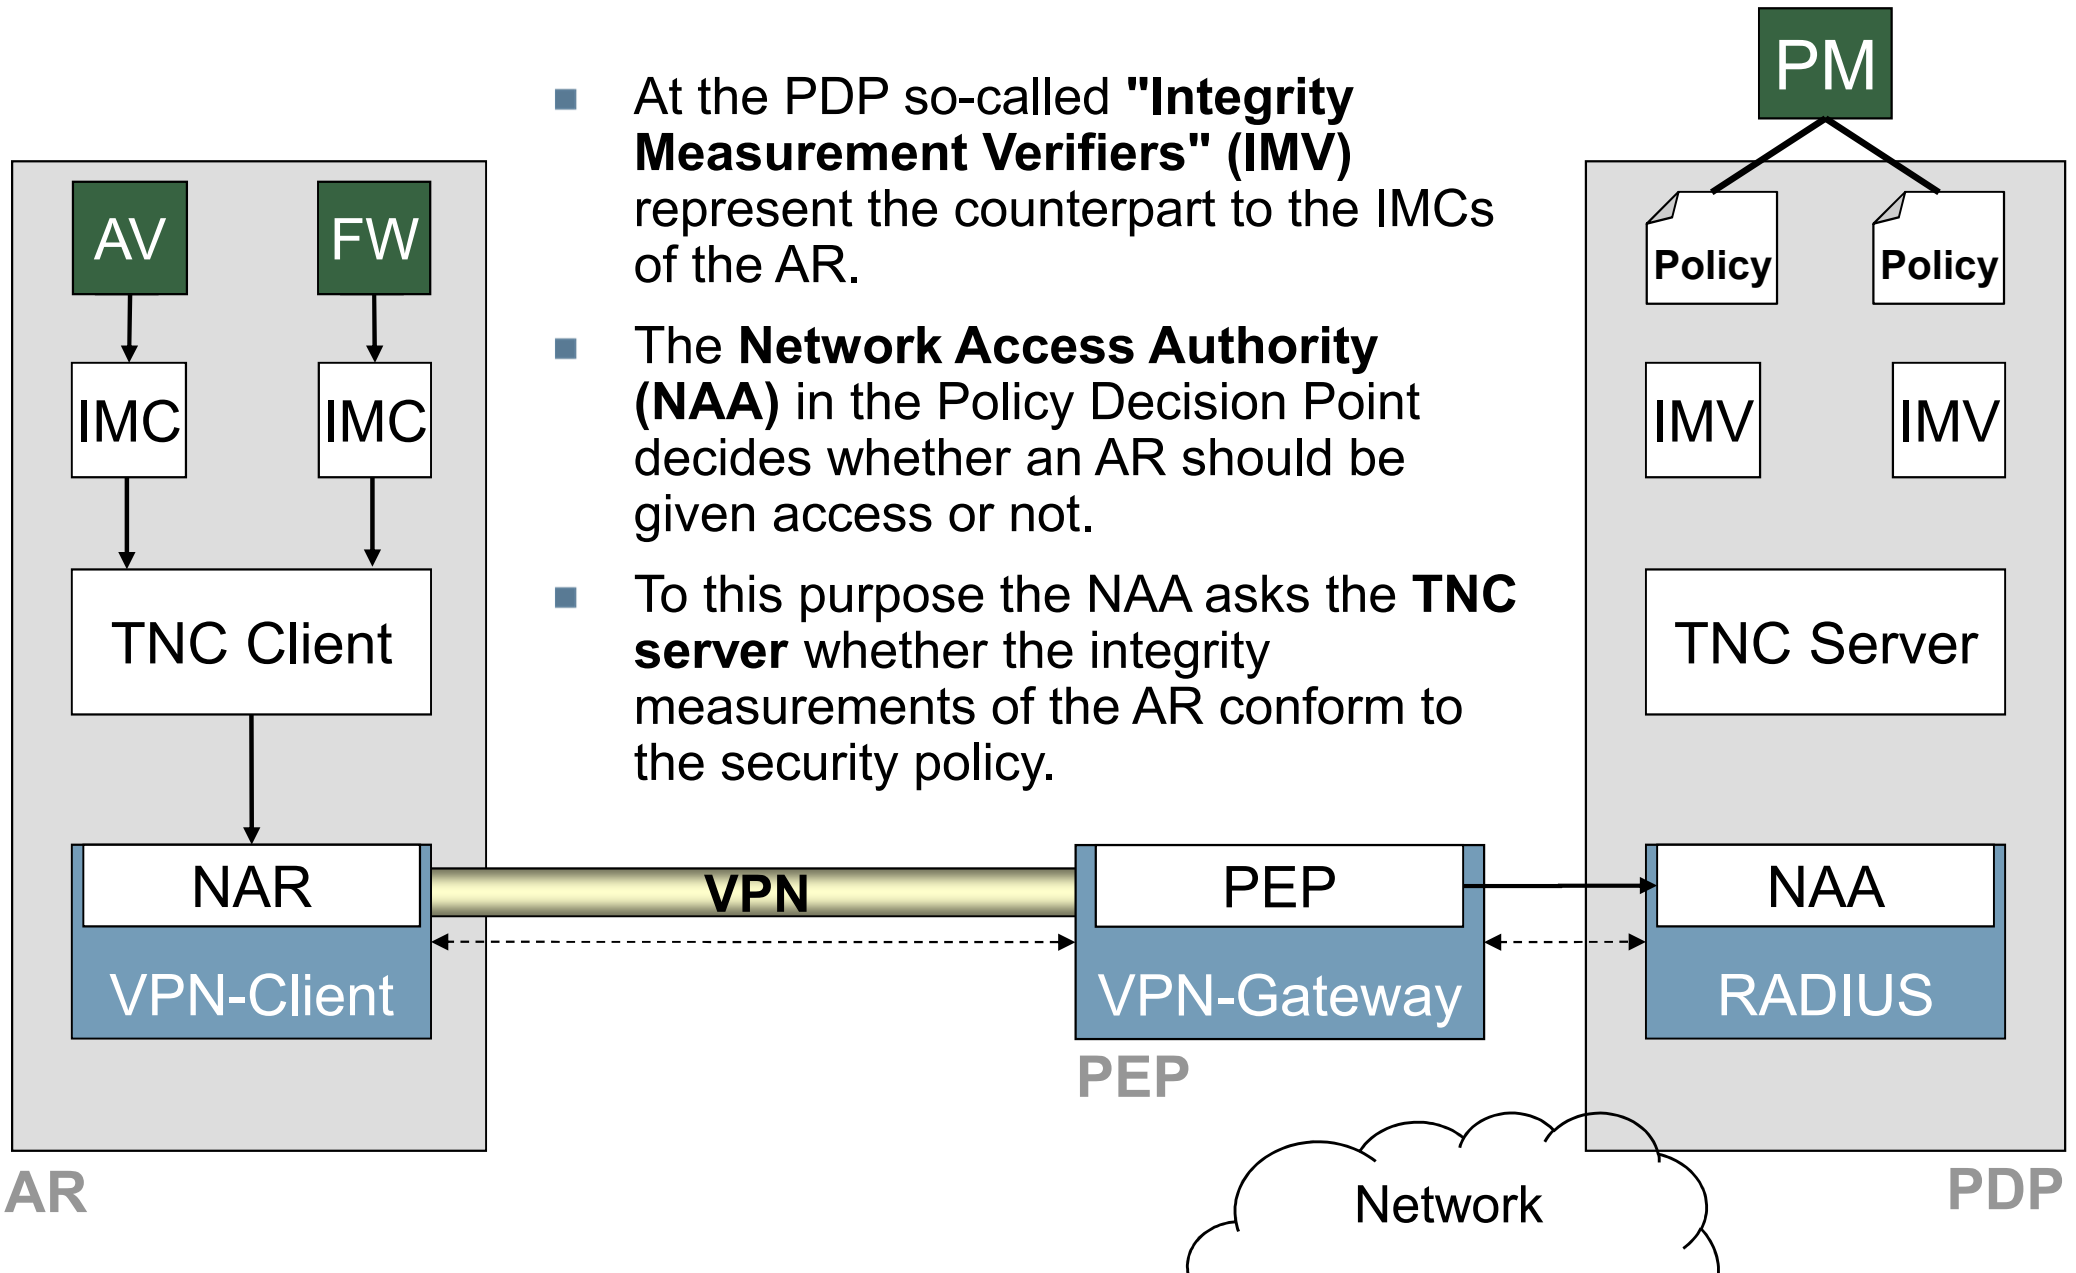 PM
■ At the PDP so-called "Integrity
Measurement Verifiers" (IMV)
represent the counterpart to the IMCs
of the AR.
■ The Network Access Authority
(NAA) in the Policy Decision Point
decides whether an AR should be
given access or not.
■ To this purpose the NAA asks the TNC
server whether the integrity
measurements of the AR conform to
the security policy.
AV
FW
IMC
IMC
TNC Client
NAR
VPN-Client
AR
VPN
PEP
VPN-Gateway
PEP
Policy
Policy
IMV
IMV
TNC Server
NAA
RADIUS
PDP
Network